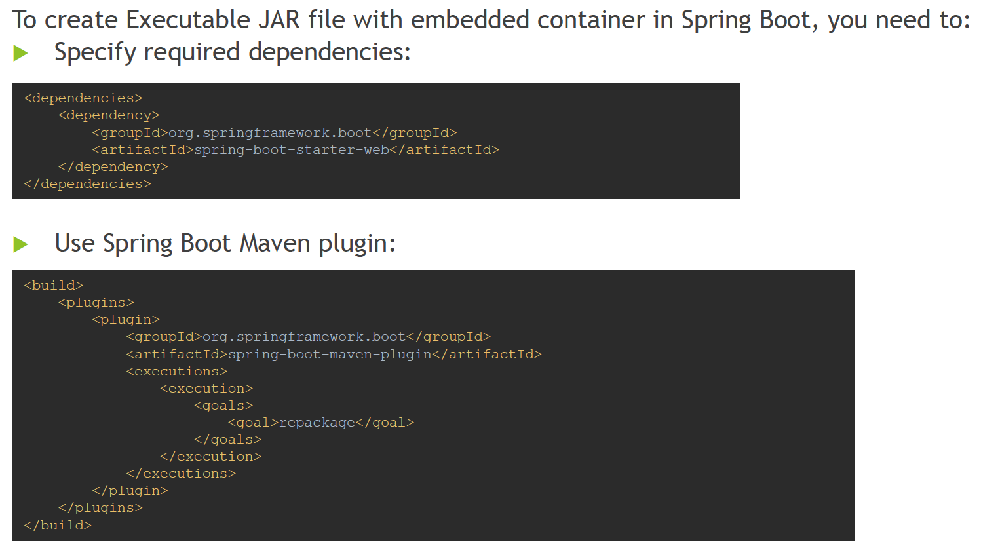 To create Executable JAR file with embedded container in Spring Boot, you need to:
Specify required dependencies:
<dependencies>
    <dependency>
        <groupId>org.springframework.boot</groupId>
        <artifactId>spring-boot-starter-web</artifactId>
    </dependency>
</dependencies>
Use Spring Boot Maven plugin:
<build>
    <plugins>
        <plugin>
            <groupId>org.springframework.boot</groupId>
            <artifactId>spring-boot-maven-plugin</artifactId>
            <executions>
                <execution>
                    <goals>
                        <goal>repackage</goal>
                    </goals>
                </execution>
            </executions>
        </plugin>
    </plugins>
</build>